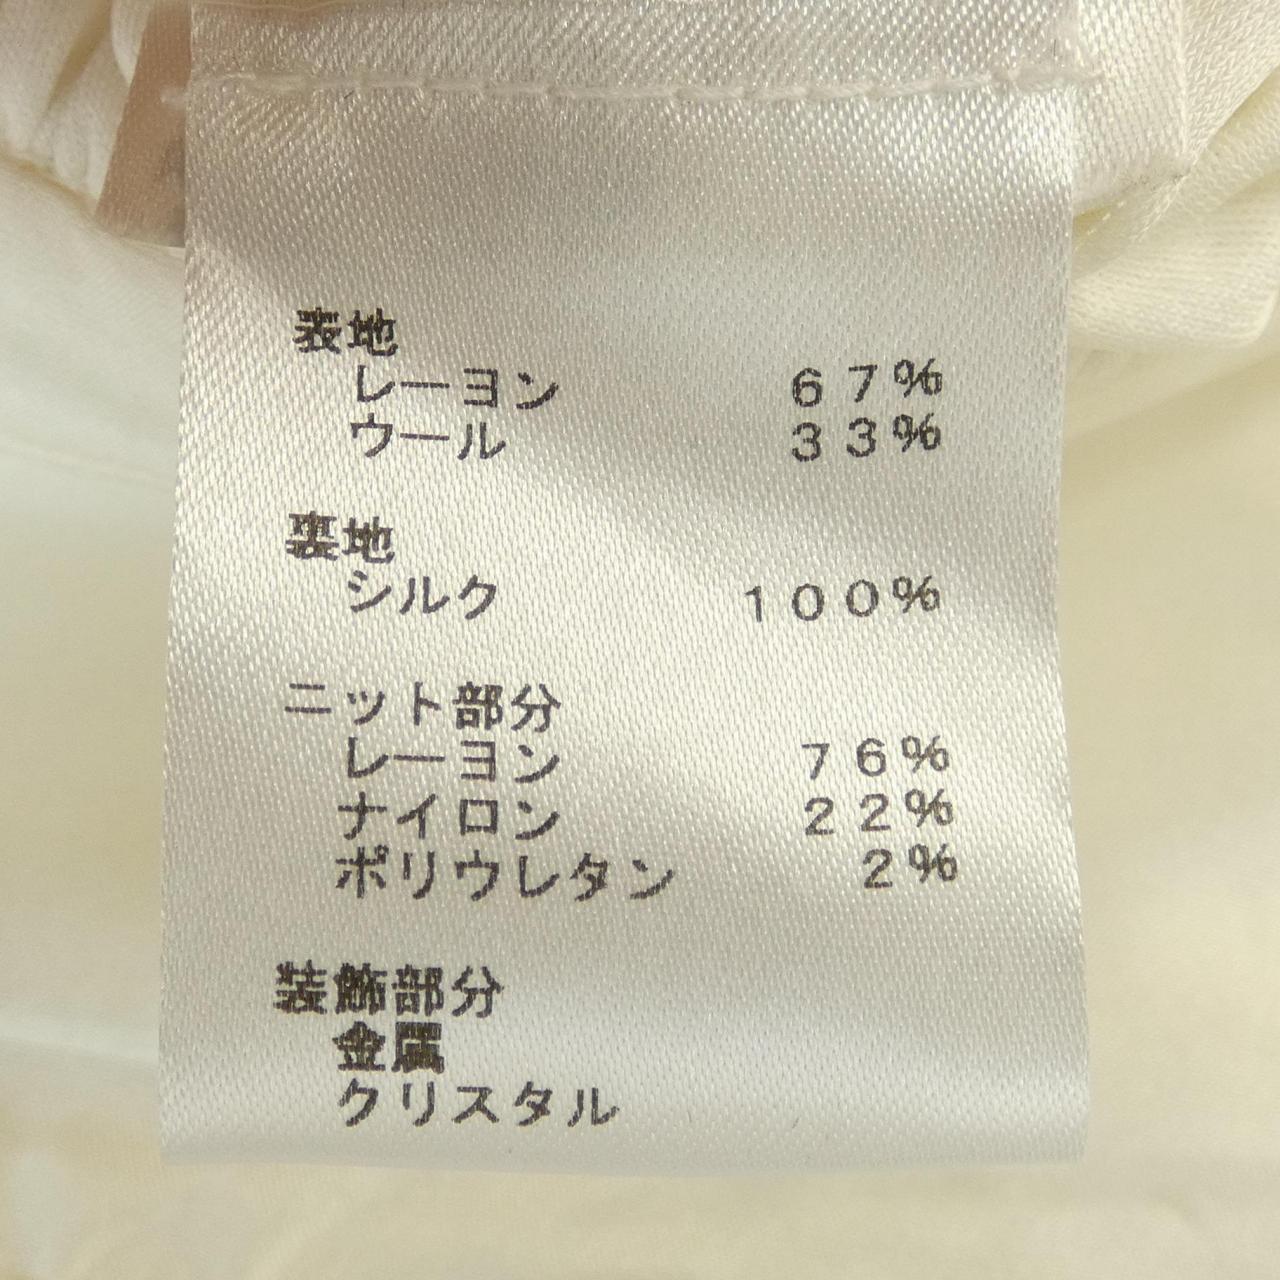 表地
レーヨン 67%
ウール 33%
裏地
シルク 100%
ニット部分
レーヨン 76%
ナイロン 22%
ポリウレタン 2%
装飾部分
金属
クリスタル